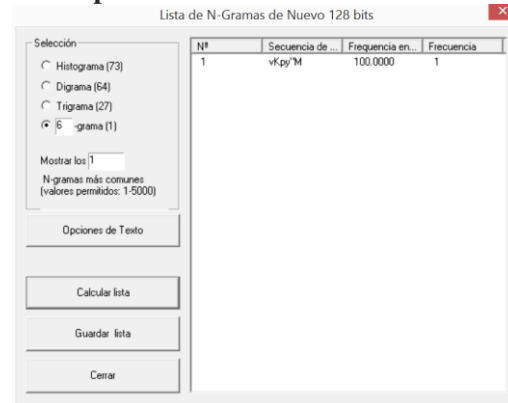 Lista de N-Gramas de Nuevo 128 bits
Selección
Histograma (73)
Digrama (64)
Trigrama (27)
6 -grama (1)
Mostrar los 1
N-gramas más comunes
(valores permitidos: 1-5000)
Opciones de Texto
Calcular lista
Guardar lista
Cerrar
Nº Secuencia de ... Frequencia en... Frecuencia
1 vKpy"M 100.0000 1